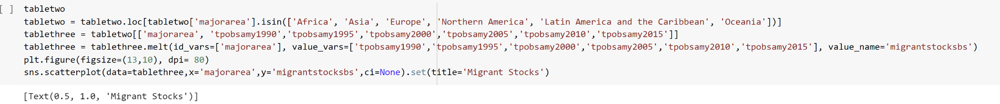 [ ] tabletwo
tabletwo = tabletwo.loc[tabletwo['majorarea'].isin(['Africa', 'Asia', 'Europe', 'Northern America', 'Latin America and the Caribbean', 'Oceania'])]
tablethree = tabletwo[['majorarea', 'tpobsamy1990','tpobsamy1995','tpobsamy2000','tpobsamy2005','tpobsamy2010','tpobsamy2015']]
tablethree = tablethree.melt(id_vars=['majorarea'], value_vars=['tpobsamy1990','tpobsamy1995','tpobsamy2000','tpobsamy2005','tpobsamy2010','tpobsamy2015'], value_name='migrantstocksbs')
plt.figure(figsize=(13,10), dpi= 80)
sns.scatterplot(data=tablethree,x='majorarea',y='migrantstocksbs',ci=None).set(title='Migrant Stocks')
[Text(0.5, 1.0, 'Migrant Stocks')]